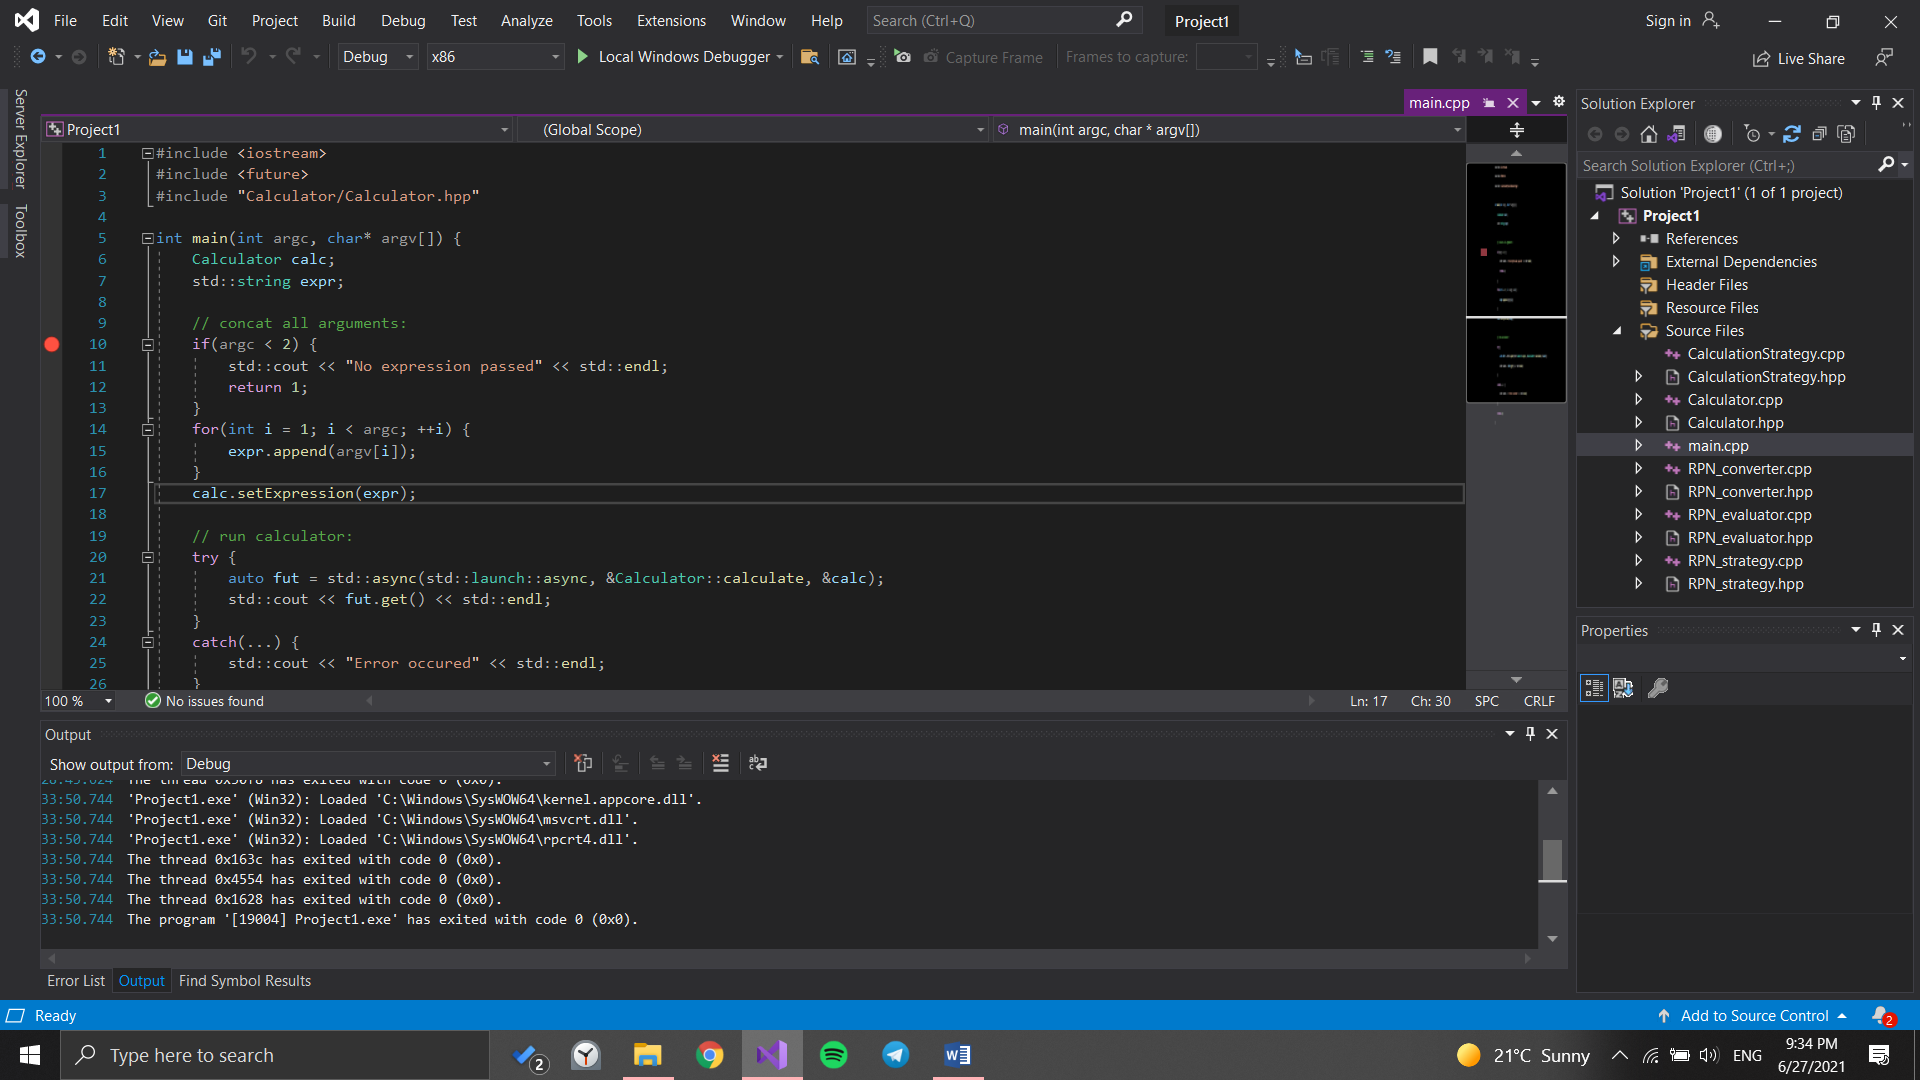 File Edit View Git Project Build Debug Test Analyze Tools Extensions Window Help Search (Ctrl+Q) Project1 Sign in
Debug x86 Local Windows Debugger Capture Frame Frames to capture: Live Share
Server Explorer
Toolbox
main.cpp
Project1 (Global Scope) main(int argc, char * argv[])
1 #include <iostream>
2 #include <future>
3 #include "Calculator/Calculator.hpp"
4
5 int main(int argc, char* argv[]) {
6 Calculator calc;
7 std::string expr;
8
9 // concat all arguments:
10 if(argc < 2) {
11 std::cout << "No expression passed" << std::endl;
12 return 1;
13 }
14 for(int i = 1; i < argc; ++i) {
15 expr.append(argv[i]);
16 }
17 calc.setExpression(expr);
18
19 // run calculator:
20 try {
21 auto fut = std::async(std::launch::async, &Calculator::calculate, &calc);
22 std::cout << fut.get() << std::endl;
23 }
24 catch(...) {
25 std::cout << "Error occured" << std::endl;
26 }
100 % No issues found Ln: 17 Ch: 30 SPC CRLF
Output
Show output from: Debug
has exited with code 0 (0x0).
33:50.744 'Project1.exe' (Win32): Loaded 'C:\Windows\SysWOW64\kernel.appcore.dll'.
33:50.744 'Project1.exe' (Win32): Loaded 'C:\Windows\SysWOW64\msvcrt.dll'.
33:50.744 'Project1.exe' (Win32): Loaded 'C:\Windows\SysWOW64\rpcrt4.dll'.
33:50.744 The thread 0x163c has exited with code 0 (0x0).
33:50.744 The thread 0x4554 has exited with code 0 (0x0).
33:50.744 The thread 0x1628 has exited with code 0 (0x0).
33:50.744 The program '[19004] Project1.exe' has exited with code 0 (0x0).
Error List Output Find Symbol Results
Solution Explorer
Search Solution Explorer (Ctrl+;)
Solution 'Project1' (1 of 1 project)
Project1
References
External Dependencies
Header Files
Resource Files
Source Files
CalculationStrategy.cpp
CalculationStrategy.hpp
Calculator.cpp
Calculator.hpp
main.cpp
RPN_converter.cpp
RPN_converter.hpp
RPN_evaluator.cpp
RPN_evaluator.hpp
RPN_strategy.cpp
RPN_strategy.hpp
Properties
Ready Add to Source Control 2
Type here to search 2 21°C Sunny ENG 9:34 PM
6/27/2021